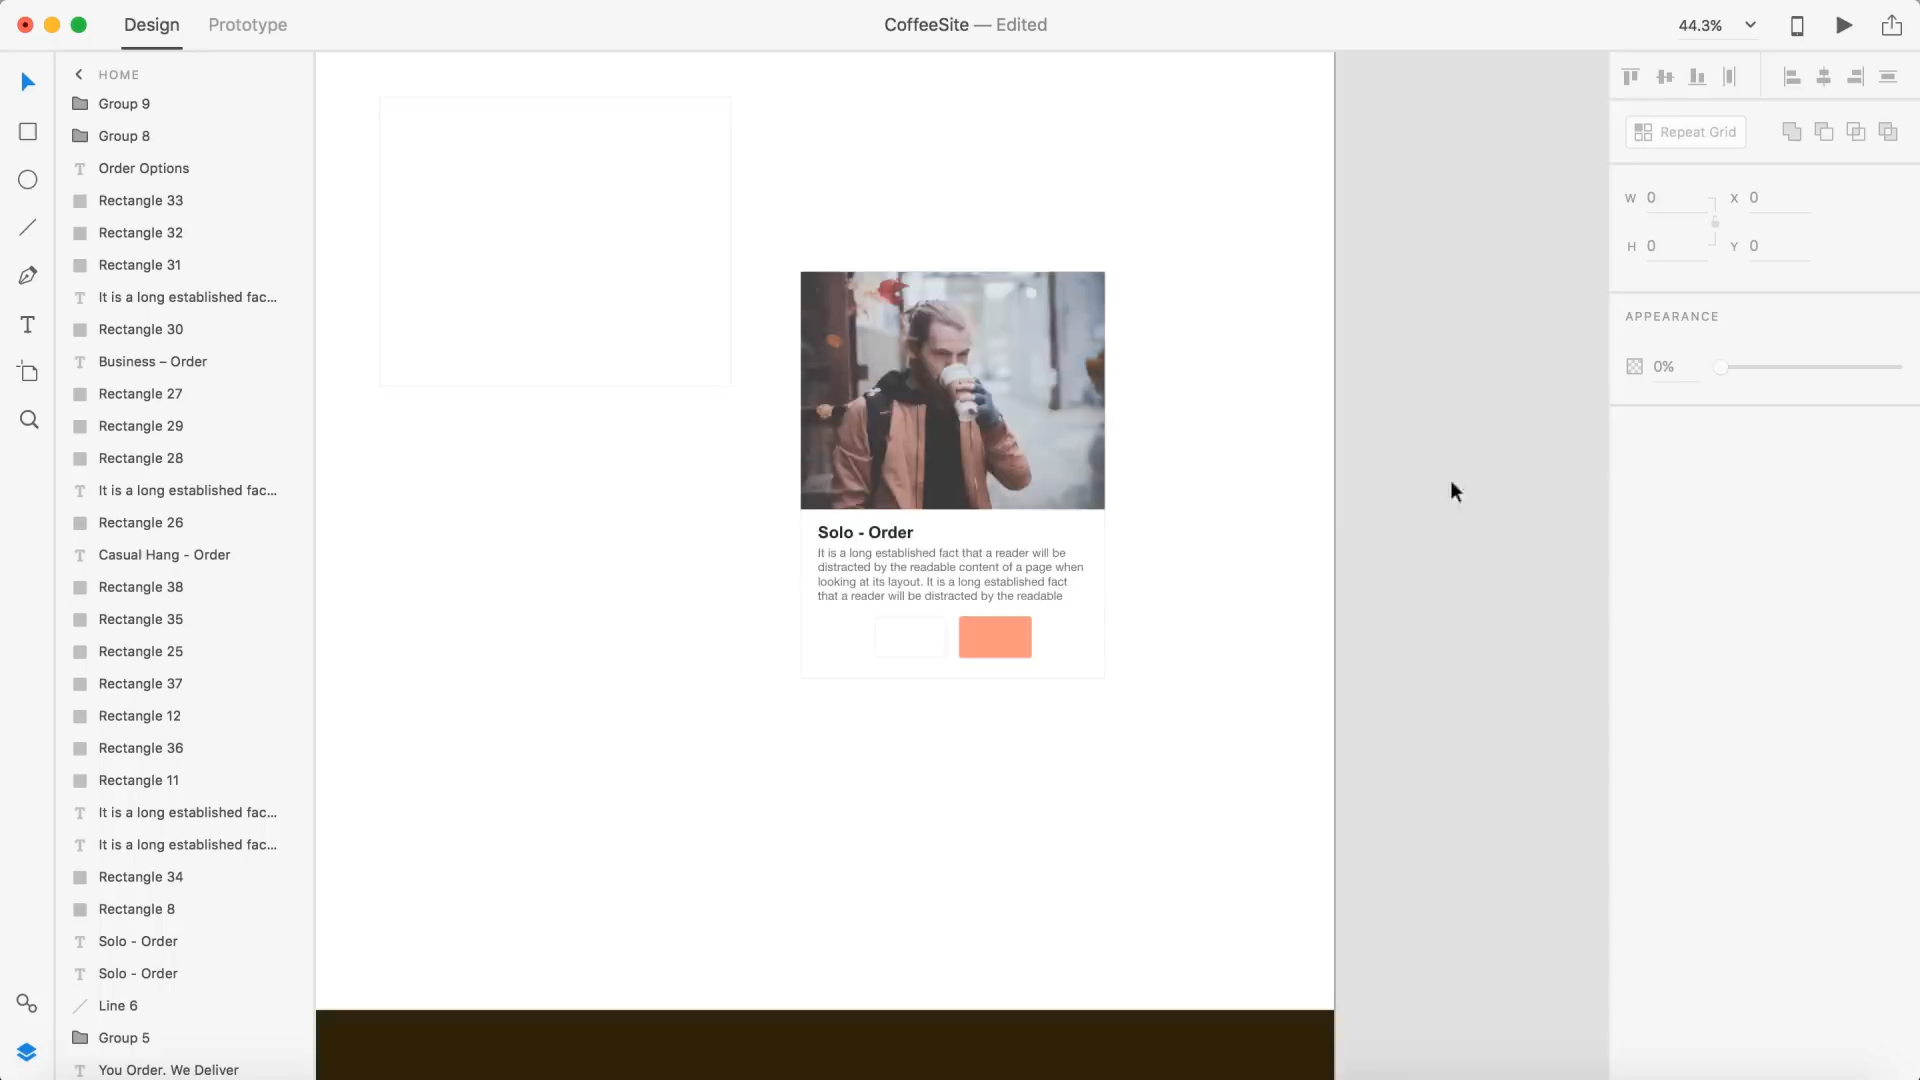 Design
Prototype
CoffeeSite — Edited
44.3%
HOME
Group 9
Group 8
Order Options
Rectangle 33
Rectangle 32
Rectangle 31
It is a long established fac...
Rectangle 30
Business – Order
Rectangle 27
Rectangle 29
Rectangle 28
It is a long established fac...
Rectangle 26
Casual Hang - Order
Rectangle 38
Rectangle 35
Rectangle 25
Rectangle 37
Rectangle 12
Rectangle 36
Rectangle 11
It is a long established fac...
It is a long established fac...
Rectangle 34
Rectangle 8
Solo - Order
Solo - Order
Line 6
Group 5
You Order. We Deliver
Solo - Order
It is a long established fact that a reader will be
distracted by the readable content of a page when
looking at its layout. It is a long established fact
that a reader will be distracted by the readable
Repeat Grid
W 0 X 0
H 0 Y 0
APPEARANCE
0%